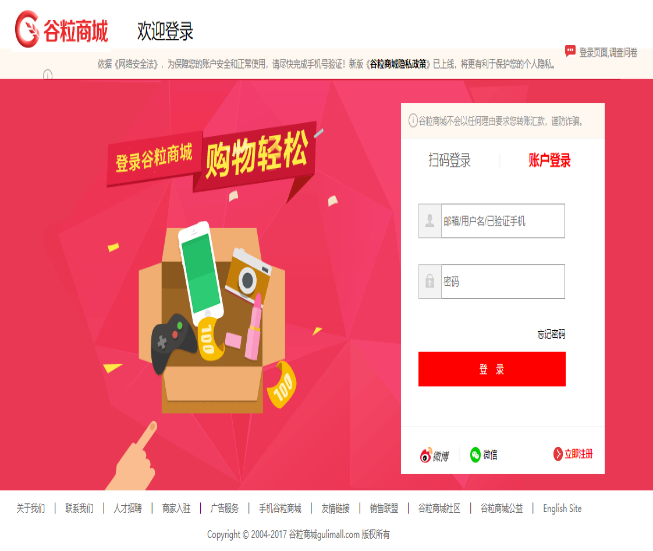 谷粒商城 欢迎登录
登录页面,调查问卷
依据《网络安全法》，为保障您的账户安全和正常使用，请尽快完成手机号验证！新版《谷粒商城隐私政策》已上线，将更有利于保护您的个人隐私。
谷粒商城不会以任何理由要求您转账汇款，谨防诈骗。
登录谷粒商城 购物轻松
扫码登录 账户登录
邮箱/用户名/已验证手机
密码
忘记密码
登 录
100
100
微博 微信 立即注册
关于我们 | 联系我们 | 人才招聘 | 商家入驻 | 广告服务 | 手机谷粒商城 | 友情链接 | 销售联盟 | 谷粒商城社区 | 谷粒商城公益 | English Site
Copyright © 2004-2017 谷粒商城gulimall.com 版权所有